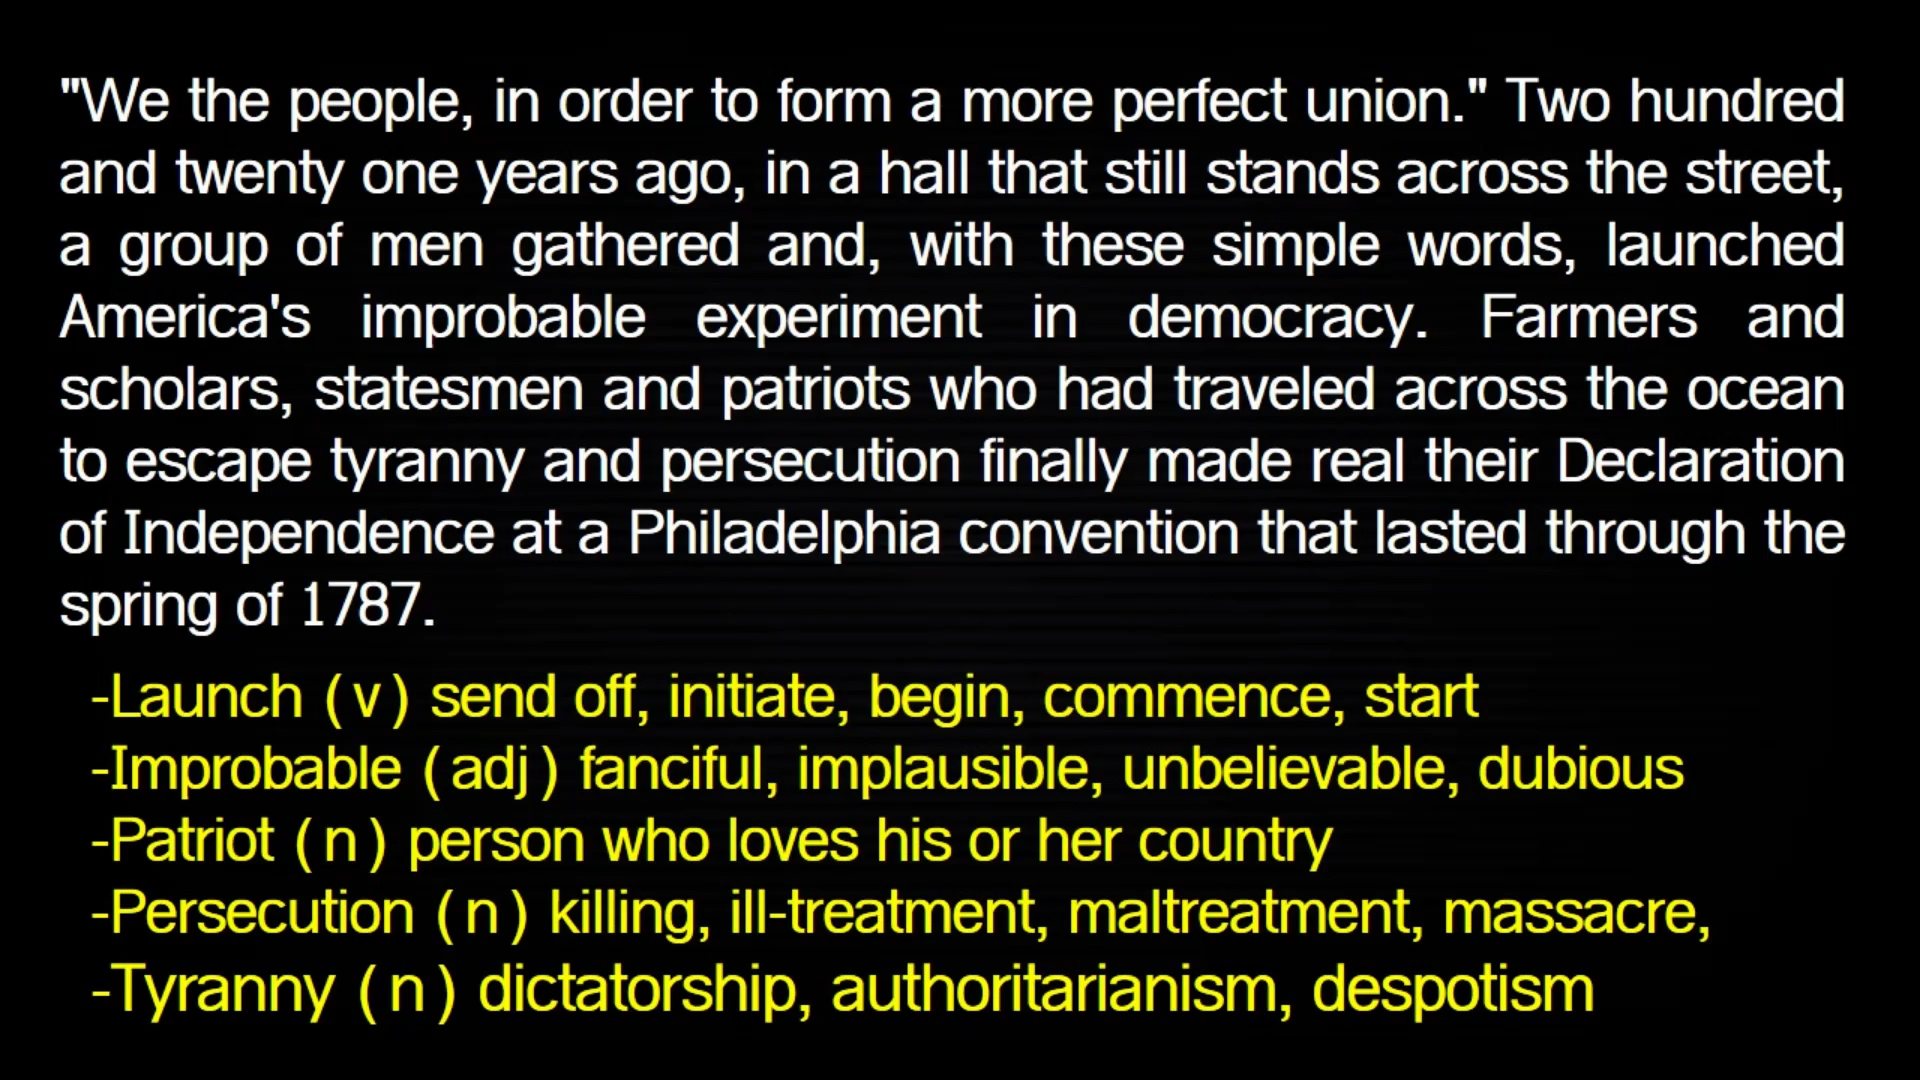 "We the people, in order to form a more perfect union." Two hundred
and twenty one years ago, in a hall that still stands across the street,
a group of men gathered and, with these simple words, launched
America's improbable experiment in democracy. Farmers and
scholars, statesmen and patriots who had traveled across the ocean
to escape tyranny and persecution finally made real their Declaration
of Independence at a Philadelphia convention that lasted through the
spring of 1787.
-Launch (v) send off, initiate, begin, commence, start
-Improbable (adj) fanciful, implausible, unbelievable, dubious
-Patriot (n) person who loves his or her country
-Persecution (n) killing, ill-treatment, maltreatment, massacre,
-Tyranny (n) dictatorship, authoritarianism, despotism